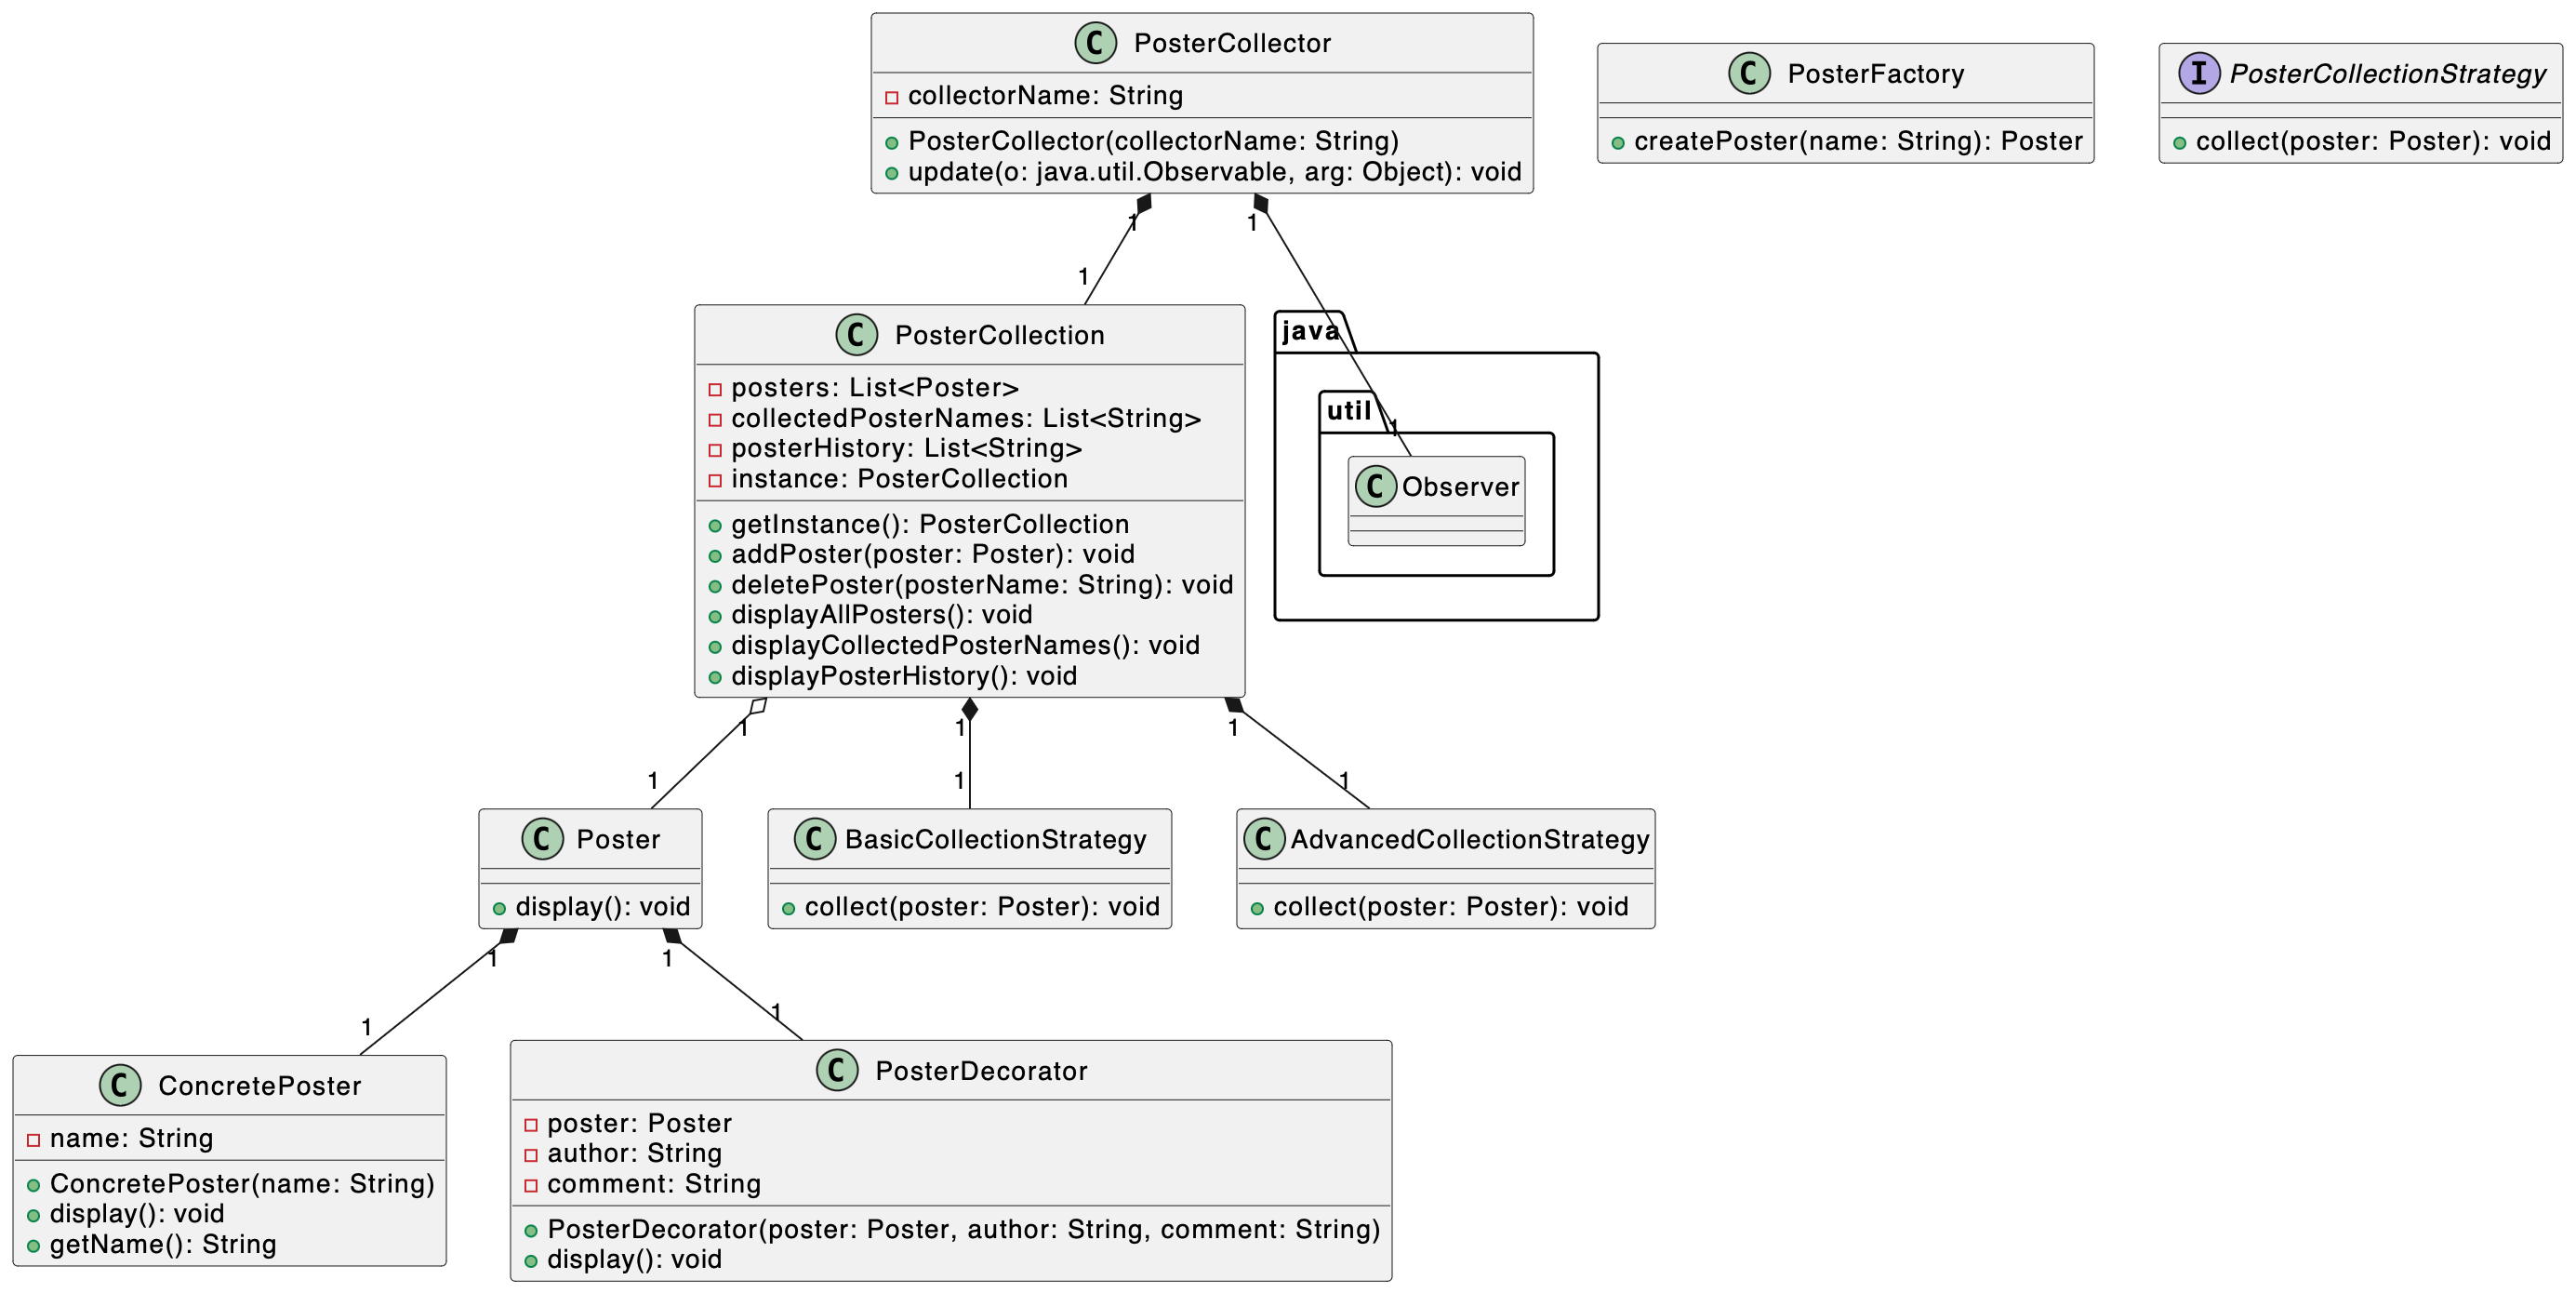 C PosterCollector
collectorName: String
PosterCollector(collectorName: String)
update(o: java.util.Observable, arg: Object): void
C PosterFactory
createPoster(name: String): Poster
I PosterCollectionStrategy
collect(poster: Poster): void
1
1
1
1
C PosterCollection
posters: List<Poster>
collectedPosterNames: List<String>
posterHistory: List<String>
instance: PosterCollection
getInstance(): PosterCollection
addPoster(poster: Poster): void
deletePoster(posterName: String): void
displayAllPosters(): void
displayCollectedPosterNames(): void
displayPosterHistory(): void
java
util
C Observer
1
1
1
1
1
1
C Poster
display(): void
C BasicCollectionStrategy
collect(poster: Poster): void
C AdvancedCollectionStrategy
collect(poster: Poster): void
1
1
1
1
C ConcretePoster
name: String
ConcretePoster(name: String)
display(): void
getName(): String
C PosterDecorator
poster: Poster
author: String
comment: String
PosterDecorator(poster: Poster, author: String, comment: String)
display(): void